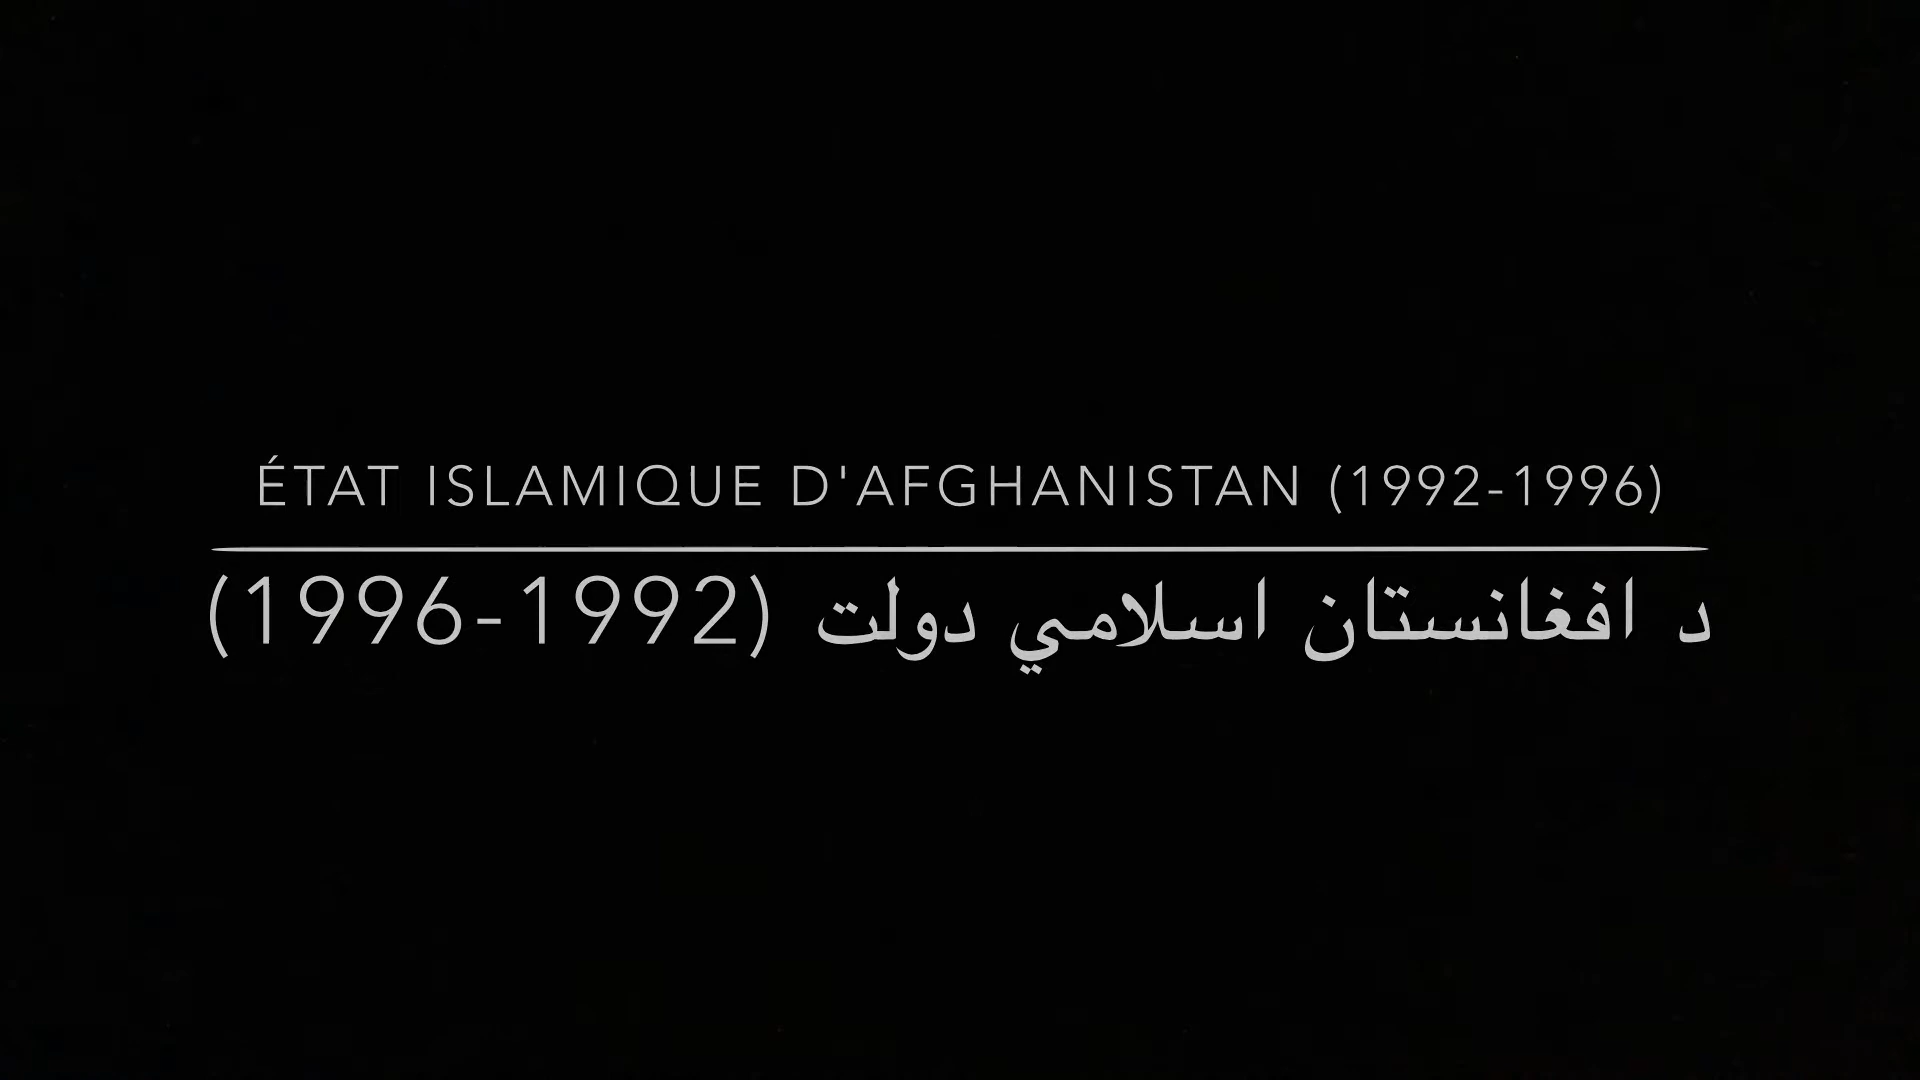 ÉTAT ISLAMIQUE D'AFGHANISTAN (1992-1996)
د افغانستان اسلامي دولت (1992-1996)